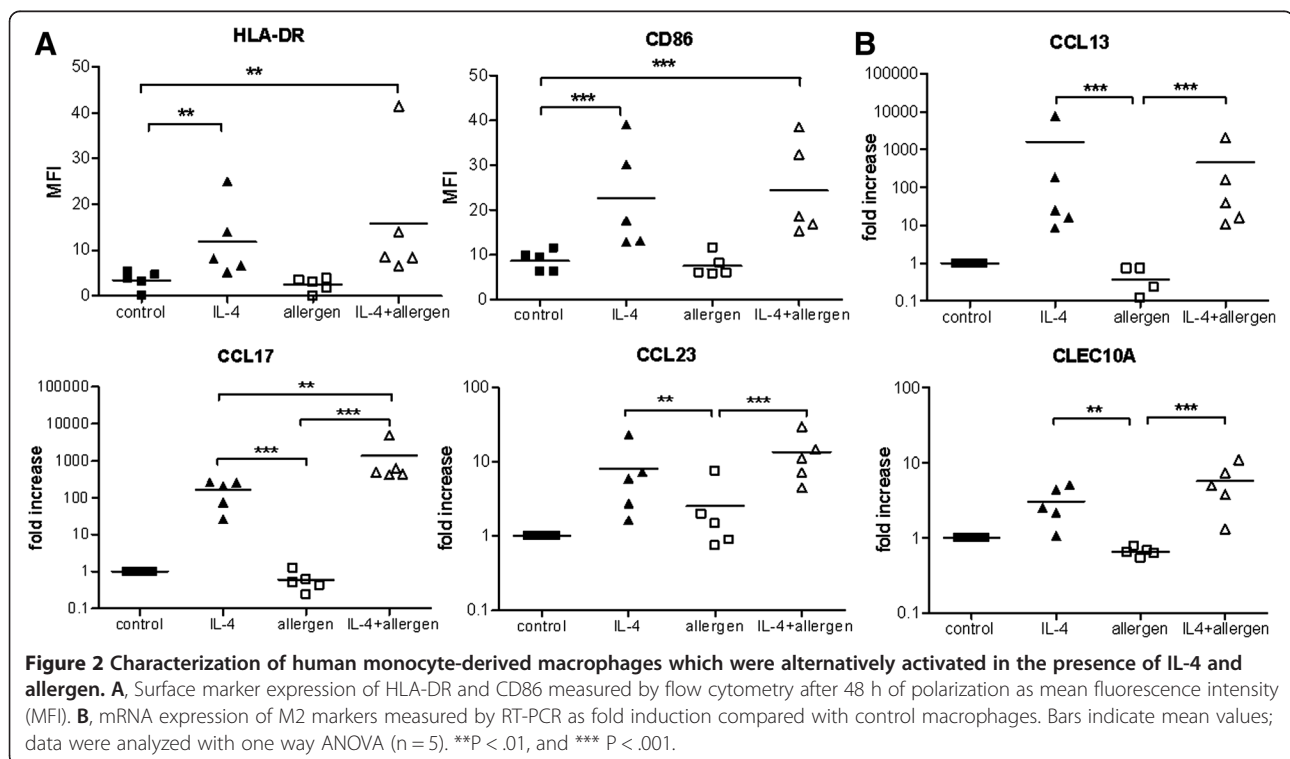 A
HLA-DR
MFI
50
40
30
20
10
0
**
**
control
IL-4
allergen
IL-4+allergen
CD86
MFI
50
40
30
20
10
0
***
***
control
IL-4
allergen
IL-4+allergen
B
CCL13
fold increase
100000
10000
1000
100
10
1
0.1
***
***
control
IL-4
allergen
IL-4+allergen
CCL17
fold increase
100000
10000
1000
100
10
1
0.1
**
***
***
control
IL-4
allergen
IL-4+allergen
CCL23
fold increase
100
10
1
0.1
**
***
control
IL-4
allergen
IL-4+allergen
CLEC10A
fold increase
100
10
1
0.1
**
***
control
IL-4
allergen
IL-4+allergen
Figure 2 Characterization of human monocyte-derived macrophages which were alternatively activated in the presence of IL-4 and
allergen. A, Surface marker expression of HLA-DR and CD86 measured by flow cytometry after 48 h of polarization as mean fluorescence intensity
(MFI). B, mRNA expression of M2 markers measured by RT-PCR as fold induction compared with control macrophages. Bars indicate mean values;
data were analyzed with one way ANOVA (n = 5). **P < .01, and *** P < .001.